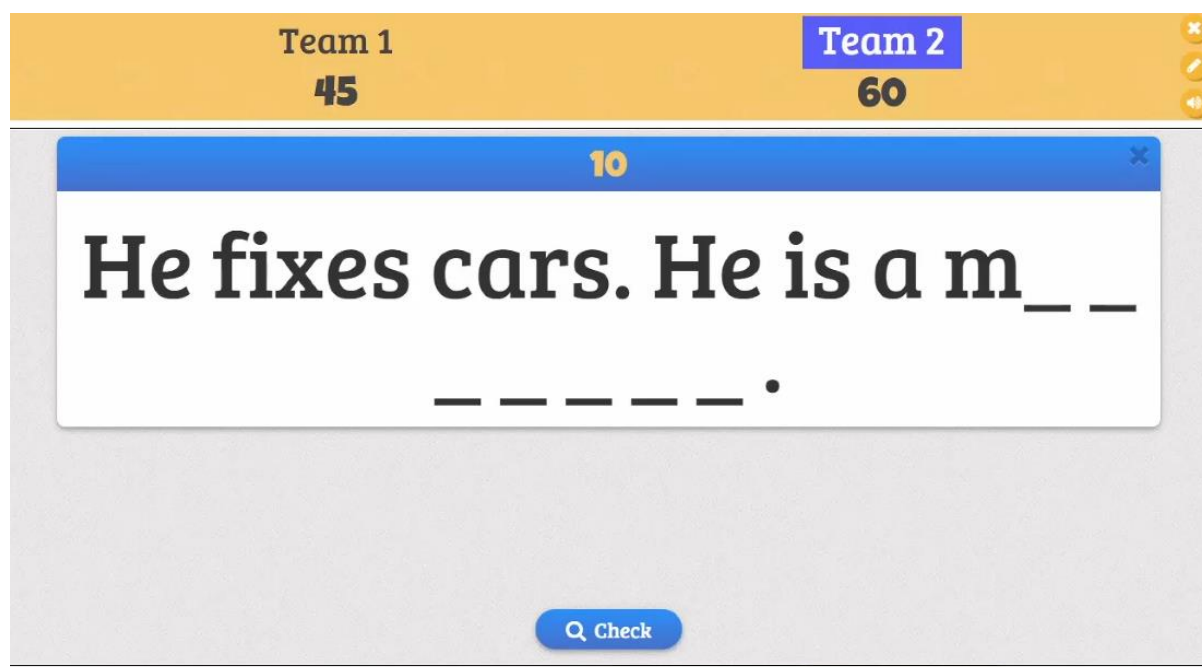 Team 1
Team 2
45
60
10
He fixes cars. He is a m_ _
_ _ _ _ _ .
Check